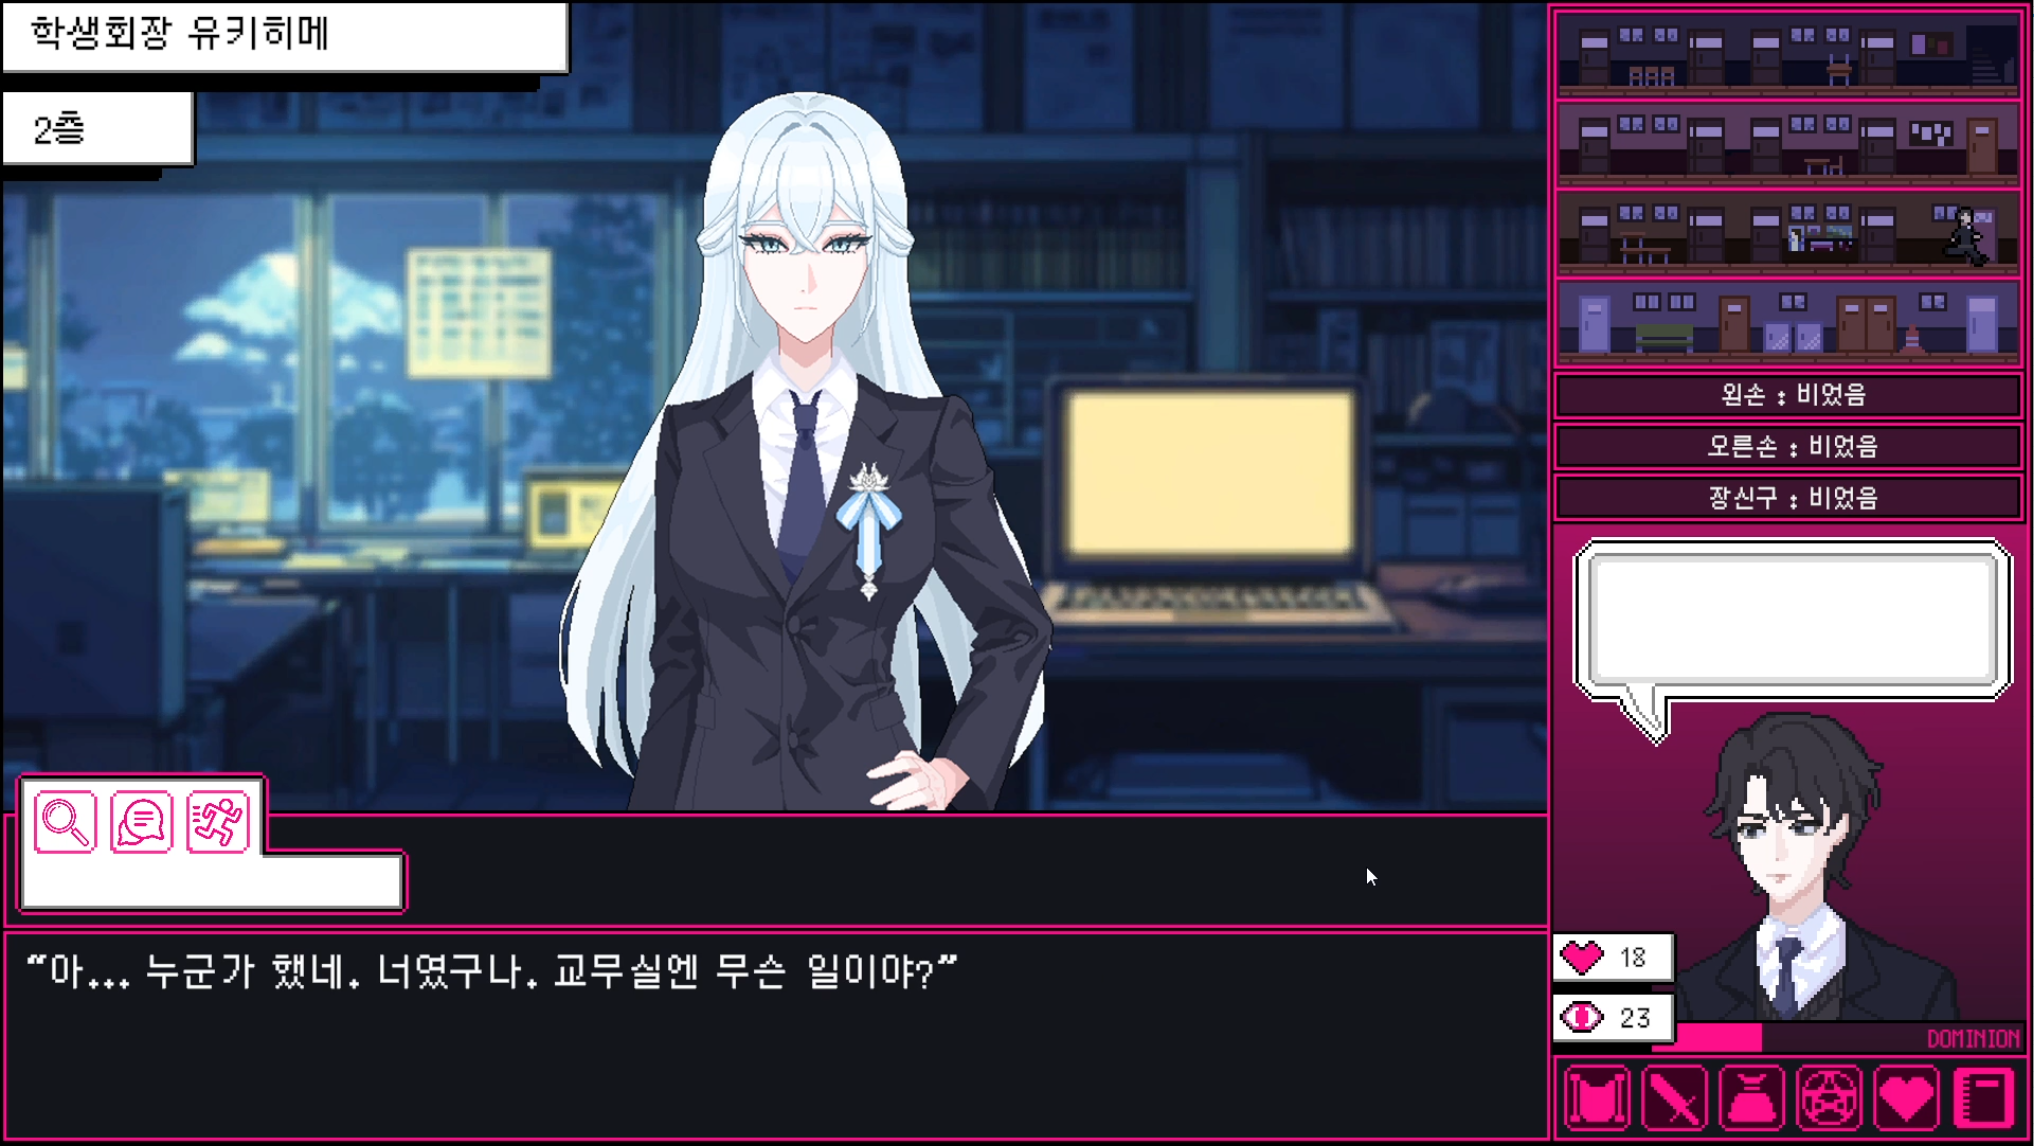 학생회장 유키히메
2층
왼손 : 비었음
오른손 : 비었음
장신구 : 비었음
18
23
DOMINION
“아... 누군가 했네. 너였구나. 교무실엔 무슨 일이야?”